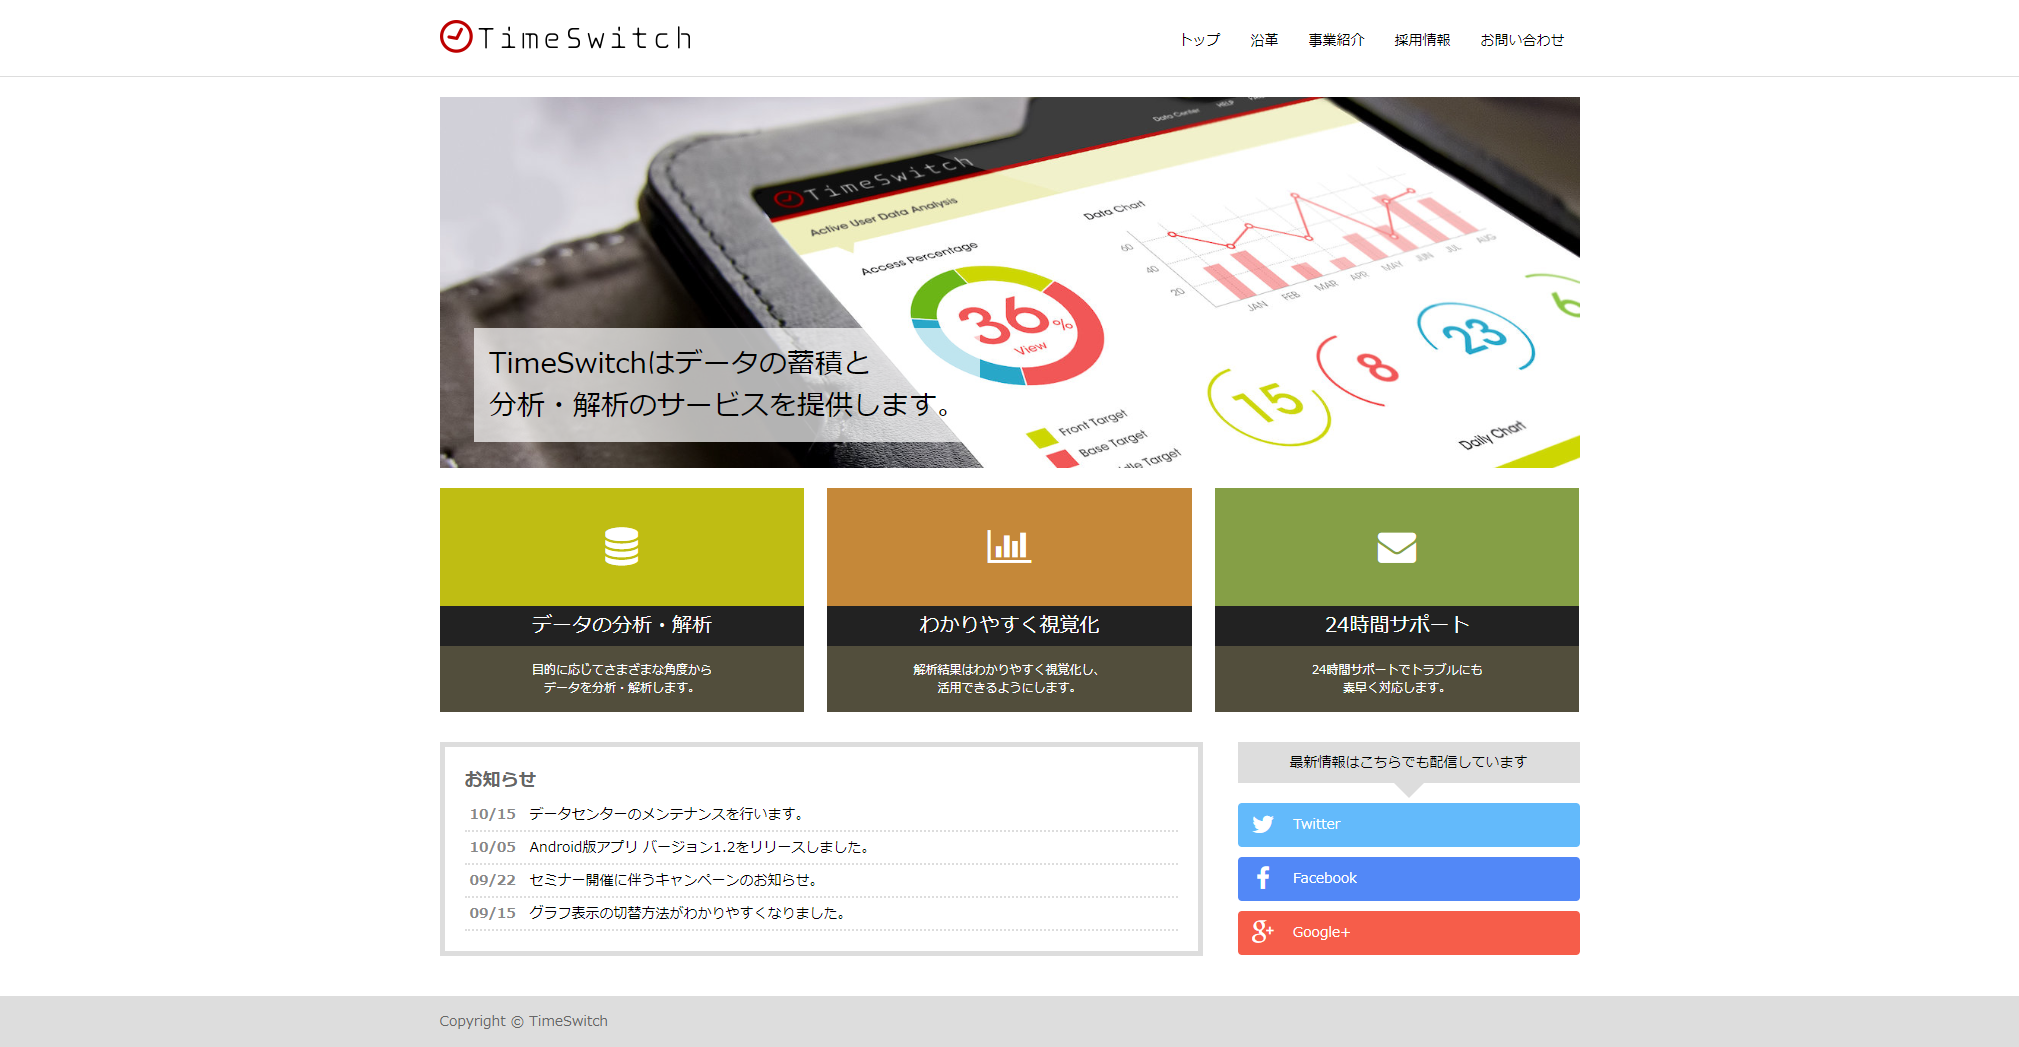 TimeSwitch
トップ
沿革
事業紹介
採用情報
お問い合わせ
Data Center
HELP
TimeSwitch
Active User Data Analysis
Access Percentage
Data Chart
60
40
20
JAN
FEB
MAR
APR
MAY
JUN
JUL
AUG
36%
View
15
8
23
6
Front Target
Base Target
Target
Daily Chart
TimeSwitchはデータの蓄積と
分析・解析のサービスを提供します。
データの分析・解析
目的に応じてさまざまな角度から
データを分析・解析します。
わかりやすく視覚化
解析結果はわかりやすく視覚化し、
活用できるようにします。
24時間サポート
24時間サポートでトラブルにも
素早く対応します。
お知らせ
10/15 データセンターのメンテナンスを行います。
10/05 Android版アプリ バージョン1.2をリリースしました。
09/22 セミナー開催に伴うキャンペーンのお知らせ。
09/15 グラフ表示の切替方法がわかりやすくなりました。
最新情報はこちらでも配信しています
Twitter
Facebook
Google+
Copyright © TimeSwitch